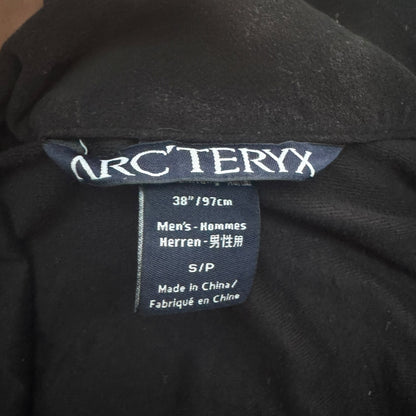 ARC'TERYX
38"/97cm
Men's-Hommes
Herren-男性用
S/P
Made in China/
Fabriqué en Chine